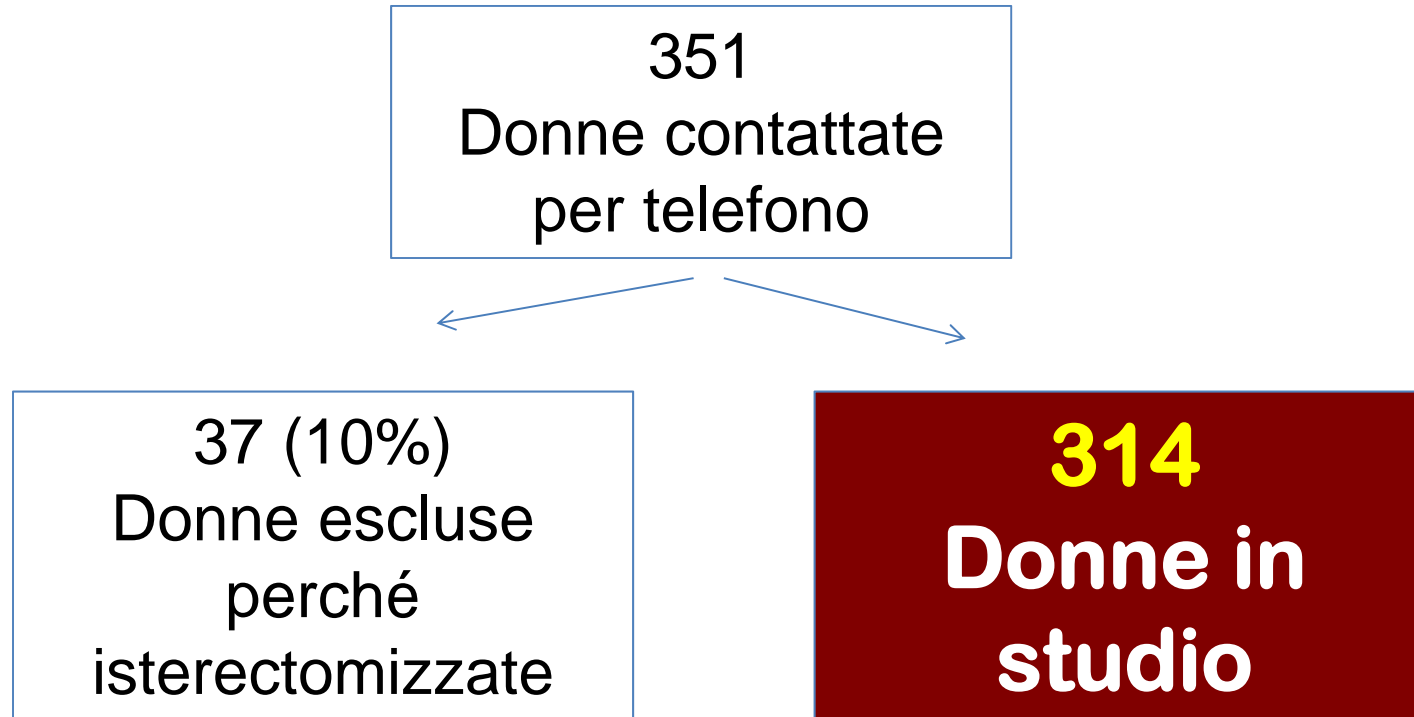 351
Donne contattate
per telefono
37 (10%)
Donne escluse
perché
isterectomizzate
314
Donne in
studio